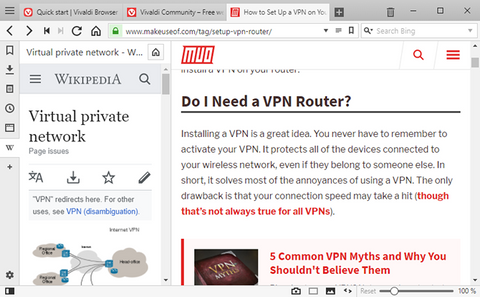 Quick start | Vivaldi Browser
Vivaldi Community – Free w
How to Set Up a VPN on Yo
www.makeuseof.com/tag/setup-vpn-router/
Search Bing
Virtual private network - W...
WIKIPEDIA
Virtual private
network
Page issues
"VPN" redirects here. For other
uses, see VPN (disambiguation).
Internet VPN
Regional
Office
Head-office
MUO
install a VPN on your router.
Do I Need a VPN Router?
Installing a VPN is a great idea. You never have to remember to
activate your VPN. It protects all of the devices connected to
your wireless network, even if they belong to someone else. In
short, it solves most of the annoyances of using a VPN. The only
drawback is that your connection speed may take a hit (though
that's not always true for all VPNs).
VPN
MYTHS
5 Common VPN Myths and Why You
Shouldn't Believe Them
Reset
100 %